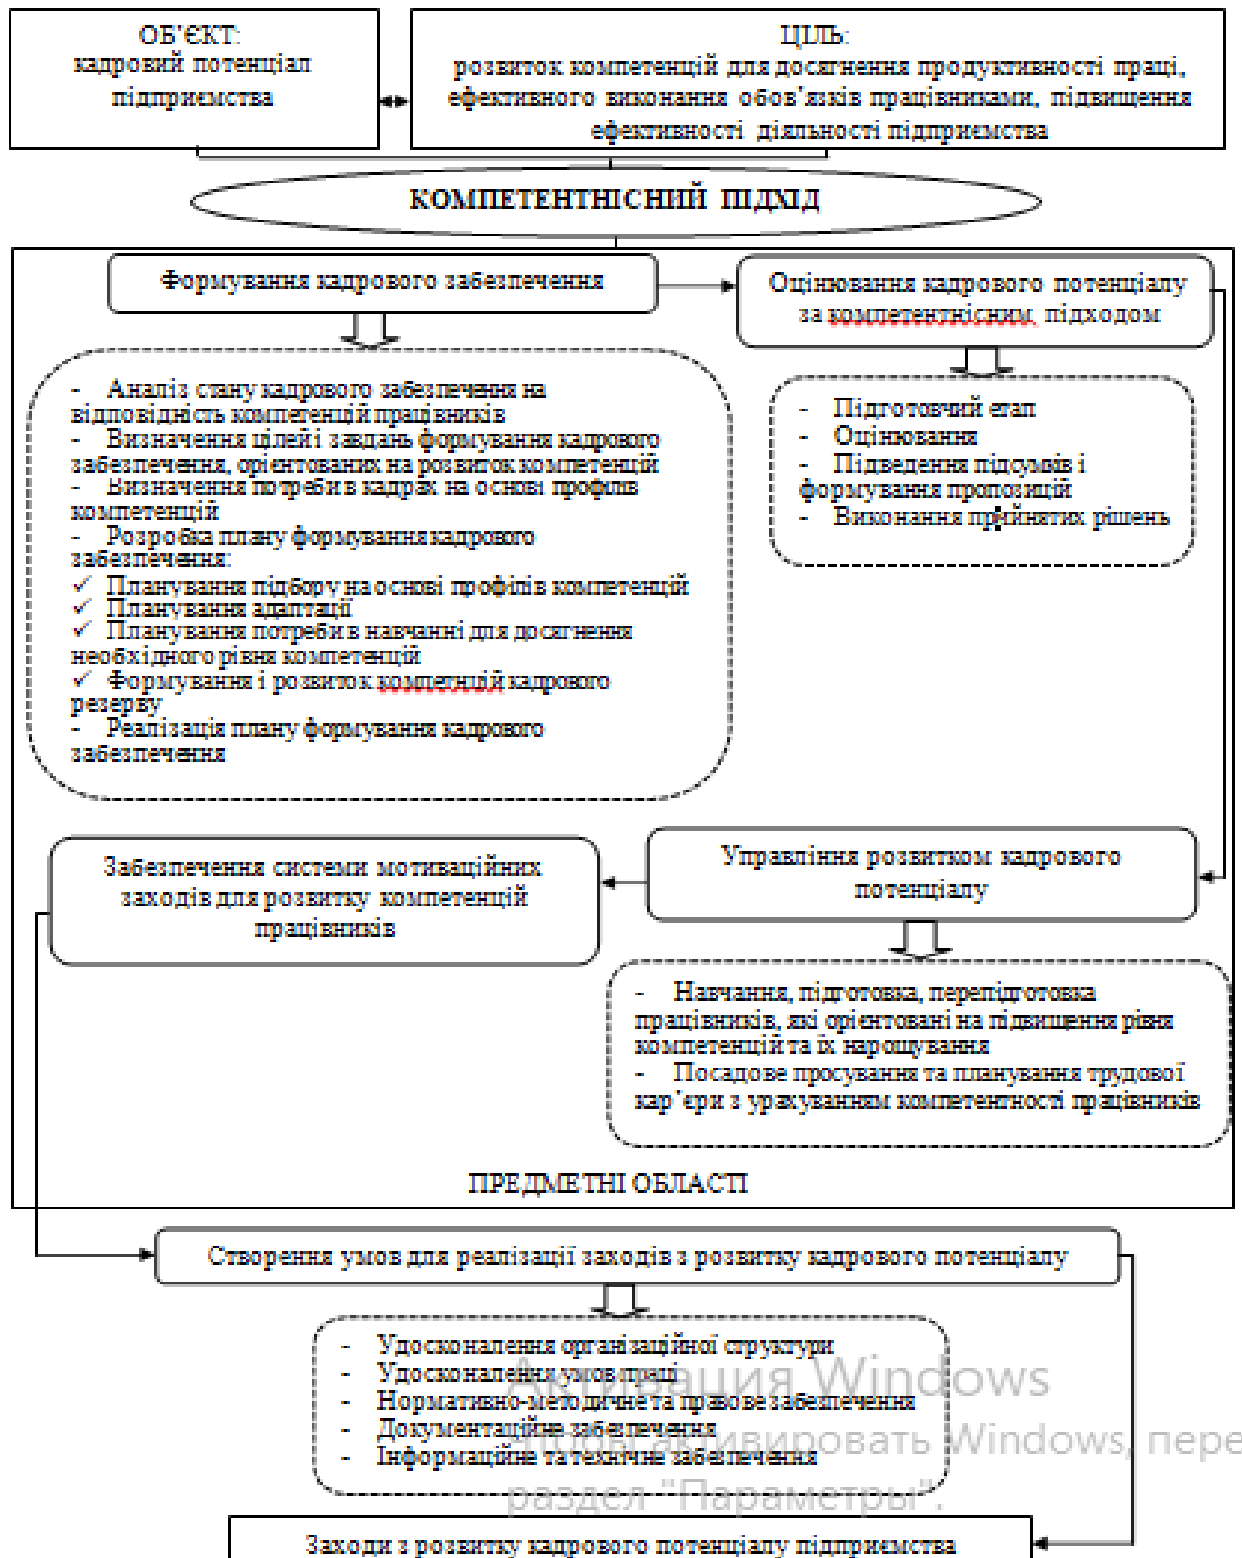 ОБ'ЄКТ:
кадровий потенціал
підприємства
ЦІЛЬ:
розвиток компетенцій для досягнення продуктивності праці,
ефективного виконання обов'язків працівниками, підвищення
ефективності діяльності підприємства
КОМПЕТЕНТНІСНИЙ ПІДХІД
Формування кадрового забезпечення
Оцінювання кадрового потенціалу
за компетентнісним підходом
- Аналіз стану кадрового забезпечення на
відповідність компетенцій працівників
- Визначення цілей і завдань формування кадрового
забезпечення, орієнтованих на розвиток компетенцій
- Визначення потреби в кадрах на основі профілів
компетенцій
- Розробка плану формування кадрового
забезпечення:
✓ Планування підбору на основі профілів компетенцій
✓ Планування адаптації
✓ Планування потреби в навчанні для досягнення
необхідного рівня компетенцій
✓ Формування і розвиток компетнцій кадрового
резерву
- Реалізація плану формування кадрового
забезпечення
- Підготовчий етап
- Оцінювання
- Підведення підсумків і
формування пропозицій
- Виконання прийнятих рішень
Забезпечення системи мотиваційних
заходів для розвитку компетенцій
працівників
Управління розвитком кадрового
потенціалу
- Навчання, підготовка, перепідготовка
працівників, які орієнтовані на підвищення рівня
компетенцій та їх нарощування
- Посадове просування та планування трудової
кар'єри з урахуванням компетентності працівників
ПРЕДМЕТНІ ОБЛАСТІ
Створення умов для реалізації заходів з розвитку кадрового потенціалу
- Удосконалення організаційної структури
- Удосконалення умов праці
- Нормативно-методичне та правове забезпечення
- Документаційне забезпечення
- Інформаційне та технічне забезпечення
Активация Windows
Чтобы активировать Windows, пере
раздел "Параметры".
Заходи з розвитку кадрового потенціалу підприємства